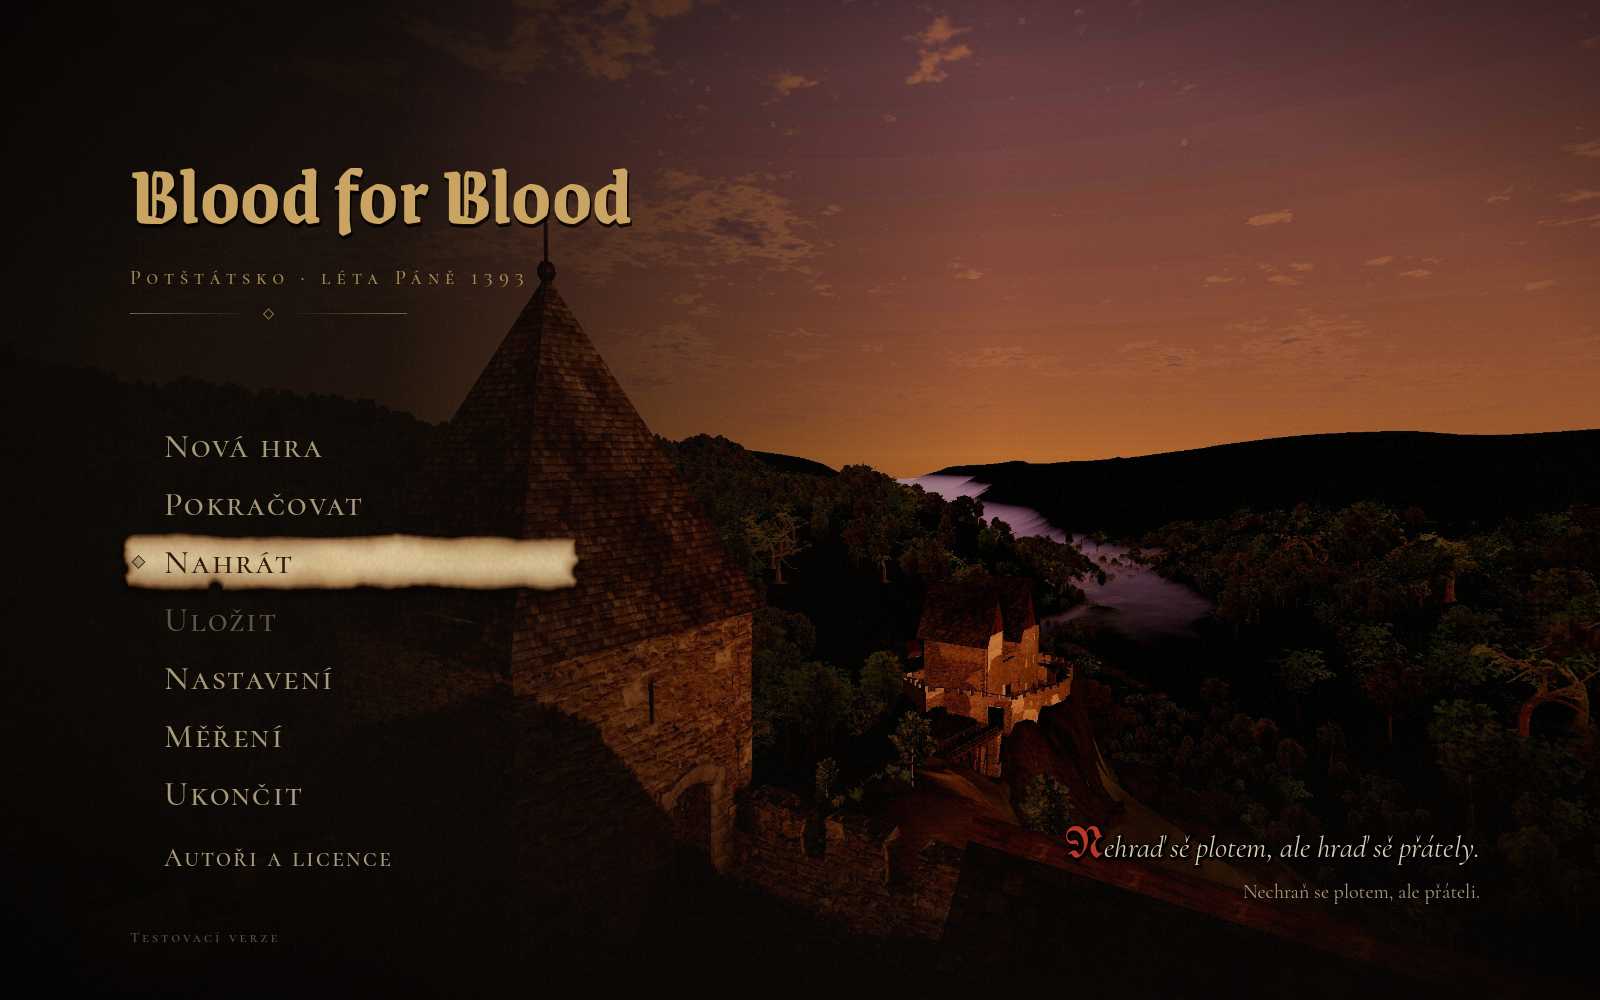 Blood for Blood
Potštátsko · léta Páně 1393
Nová hra
Pokračovat
Nahrát
Uložit
Nastavení
Měření
Ukončit
Autoři a licence
Nehraď sě plotem, ale hraď sě přátely.
Nechraň se plotem, ale přáteli.
Testovací verze